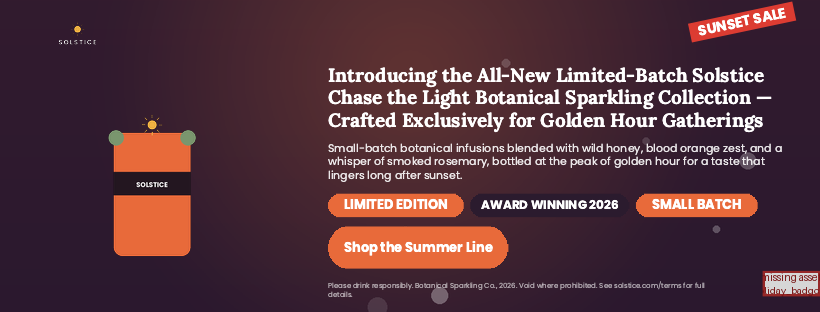 SOLSTICE
SUNSET SALE
Introducing the All-New Limited-Batch Solstice
Chase the Light Botanical Sparkling Collection —
Crafted Exclusively for Golden Hour Gatherings
Small-batch botanical infusions blended with wild honey, blood orange zest, and a
whisper of smoked rosemary, bottled at the peak of golden hour for a taste that
lingers long after sunset.
SOLSTICE
LIMITED EDITION
AWARD WINNING 2026
SMALL BATCH
Shop the Summer Line
Please drink responsibly. Botanical Sparkling Co., 2026. Void where prohibited. See solstice.com/terms for full
details.